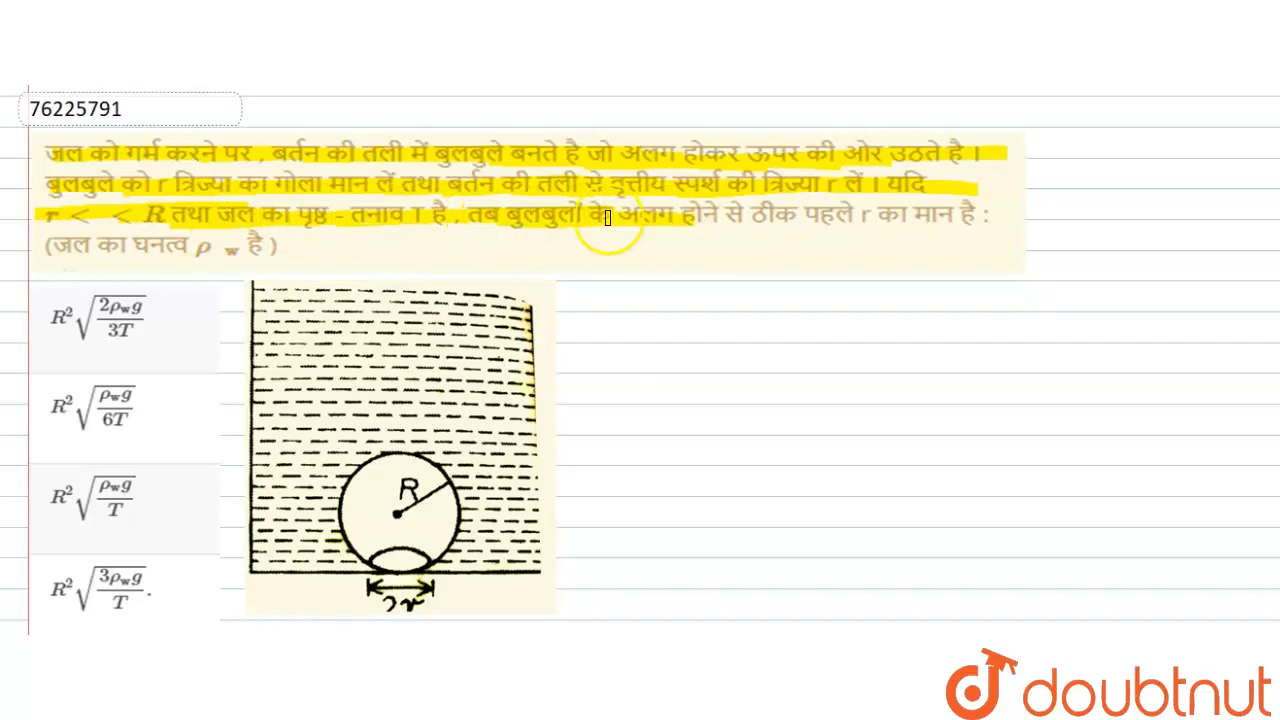 76225791
जल को गर्म करने पर , बर्तन की तली में बुलबुले बनते है जो अलग होकर ऊपर की ओर उठते है ।
बुलबुले को r त्रिज्या का गोला मान लें तथा बर्तन की तली से वृत्तीय स्पर्श की त्रिज्या r लें । यदि
r < < R तथा जल का पृष्ठ - तनाव T है , तब बुलबुलों के अलग होने से ठीक पहले r का मान है :
(जल का घनत्व ρ w है )
R² √(2ρwg/3T)
R² √(ρwg/6T)
R² √(ρwg/T)
R² √(3ρwg/T).
R
2r
doubtnut